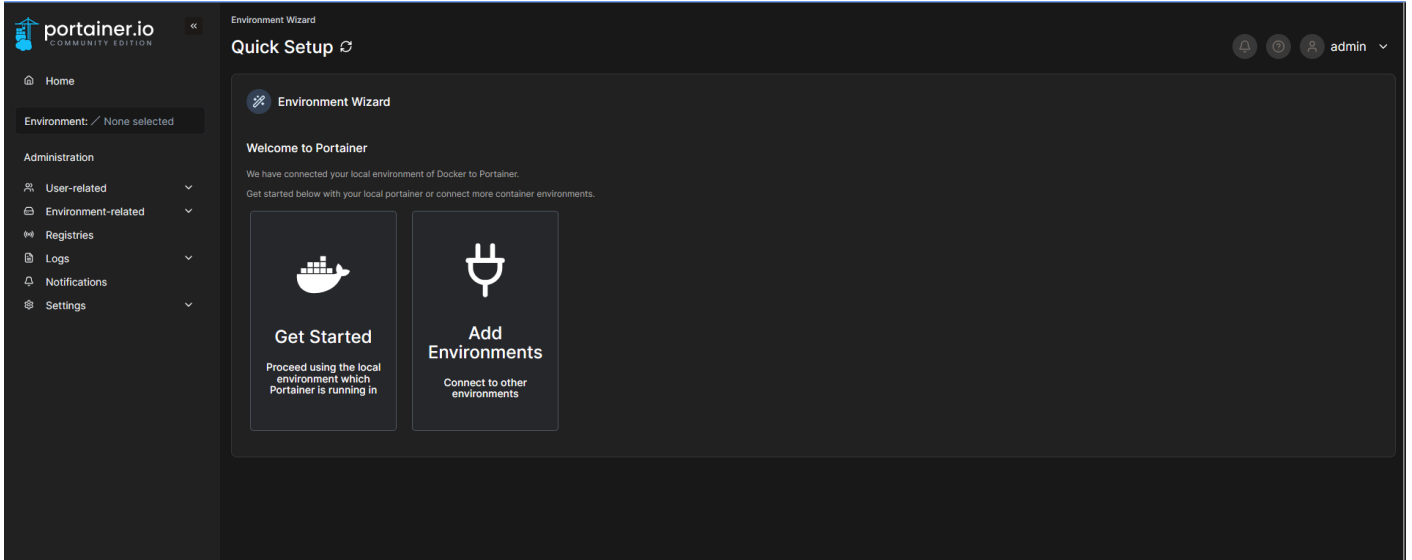 portainer.io
COMMUNITY EDITION
Home
Environment: None selected
Administration
User-related
Environment-related
Registries
Logs
Notifications
Settings
Environment Wizard
Quick Setup
admin
Environment Wizard
Welcome to Portainer
We have connected your local environment of Docker to Portainer.
Get started below with your local portainer or connect more container environments.
Get Started
Proceed using the local
environment which
Portainer is running in
Add
Environments
Connect to other
environments